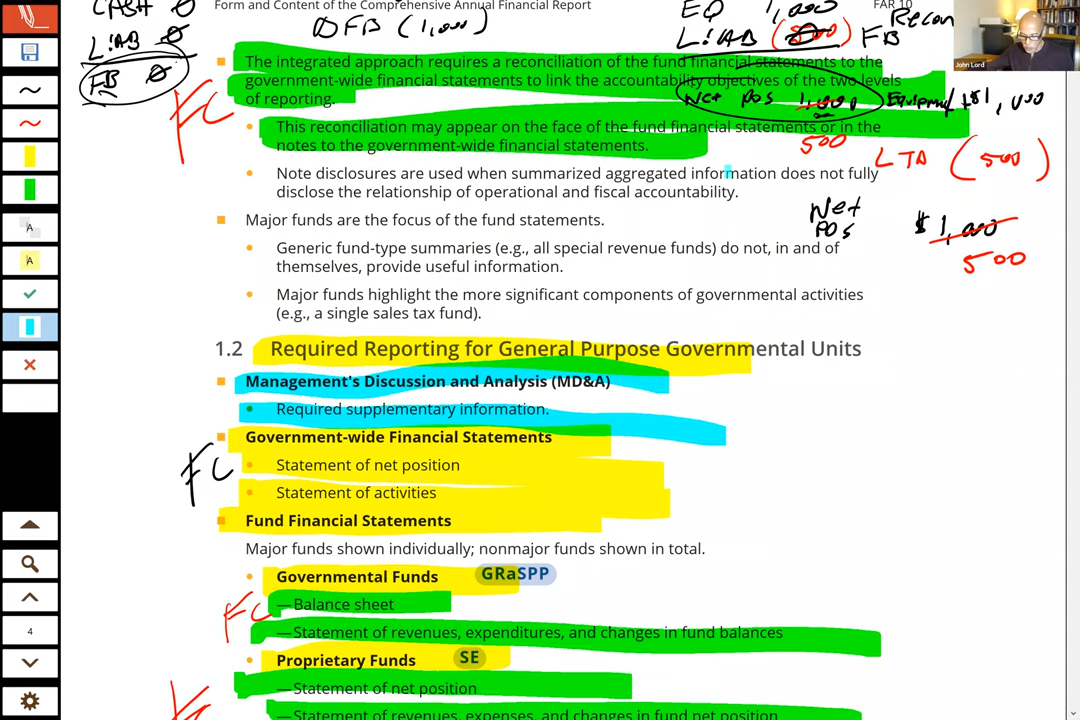 CASH Ø
Form and Content of the Comprehensive Annual Financial Report
FAR 10
OFB (1,000)
EQ 1,000
Recon
LIAB Ø
LIAB (500)
FB
FB Ø
The integrated approach requires a reconciliation of the fund financial statements to the
government-wide financial statements to link the accountability objectives of the two levels
of reporting.
Net Pos 1,000
Equipment $1,000
FC
This reconciliation may appear on the face of the fund financial statements or in the
notes to the government-wide financial statements.
500
LTD (500)
Note disclosures are used when summarized aggregated information does not fully
disclose the relationship of operational and fiscal accountability.
Net
Pos
$1,000
500
Major funds are the focus of the fund statements.
Generic fund-type summaries (e.g., all special revenue funds) do not, in and of
themselves, provide useful information.
Major funds highlight the more significant components of governmental activities
(e.g., a single sales tax fund).
1.2 Required Reporting for General Purpose Governmental Units
Management's Discussion and Analysis (MD&A)
Required supplementary information.
Government-wide Financial Statements
FC
Statement of net position
Statement of activities
Fund Financial Statements
Major funds shown individually; nonmajor funds shown in total.
Governmental Funds GRaSPP
FC
—Balance sheet
—Statement of revenues, expenditures, and changes in fund balances
Proprietary Funds SE
—Statement of net position
—Statement of revenues, expenses, and changes in fund net position
John Lord
A
A
4